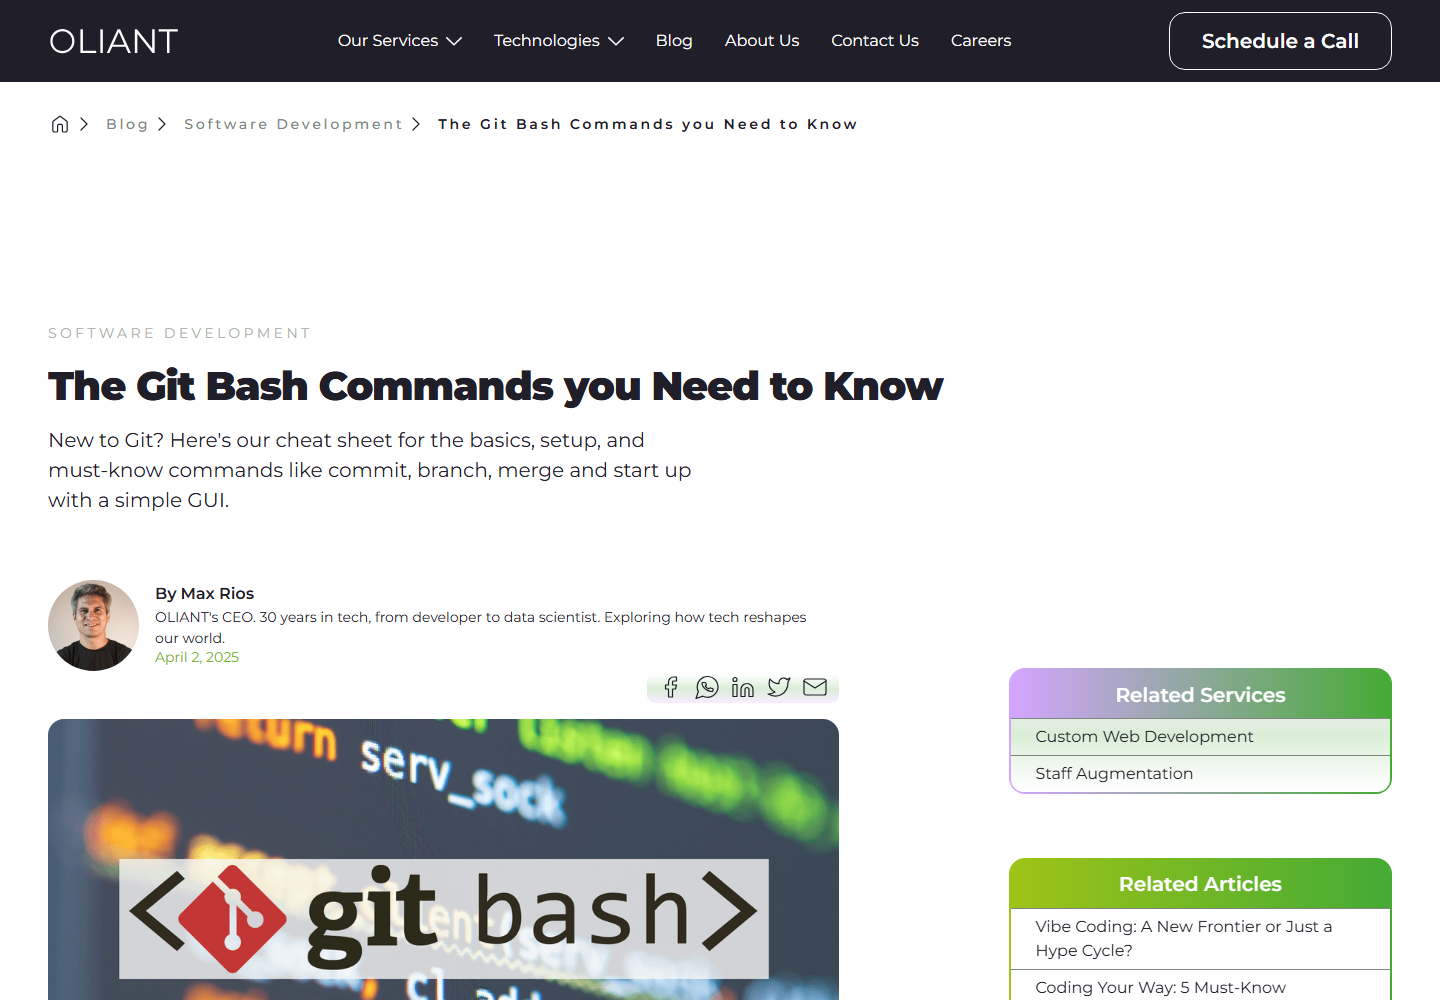 OLIANT
Our Services
Technologies
Blog
About Us
Contact Us
Careers
Schedule a Call
Blog
Software Development
The Git Bash Commands you Need to Know
SOFTWARE DEVELOPMENT
The Git Bash Commands you Need to Know
New to Git? Here's our cheat sheet for the basics, setup, and
must-know commands like commit, branch, merge and start up
with a simple GUI.
By Max Rios
OLIANT's CEO. 30 years in tech, from developer to data scientist. Exploring how tech reshapes
our world.
April 2, 2025
return serv_sock
<git bash>
Related Services
Custom Web Development
Staff Augmentation
Related Articles
Vibe Coding: A New Frontier or Just a
Hype Cycle?
Coding Your Way: 5 Must-Know